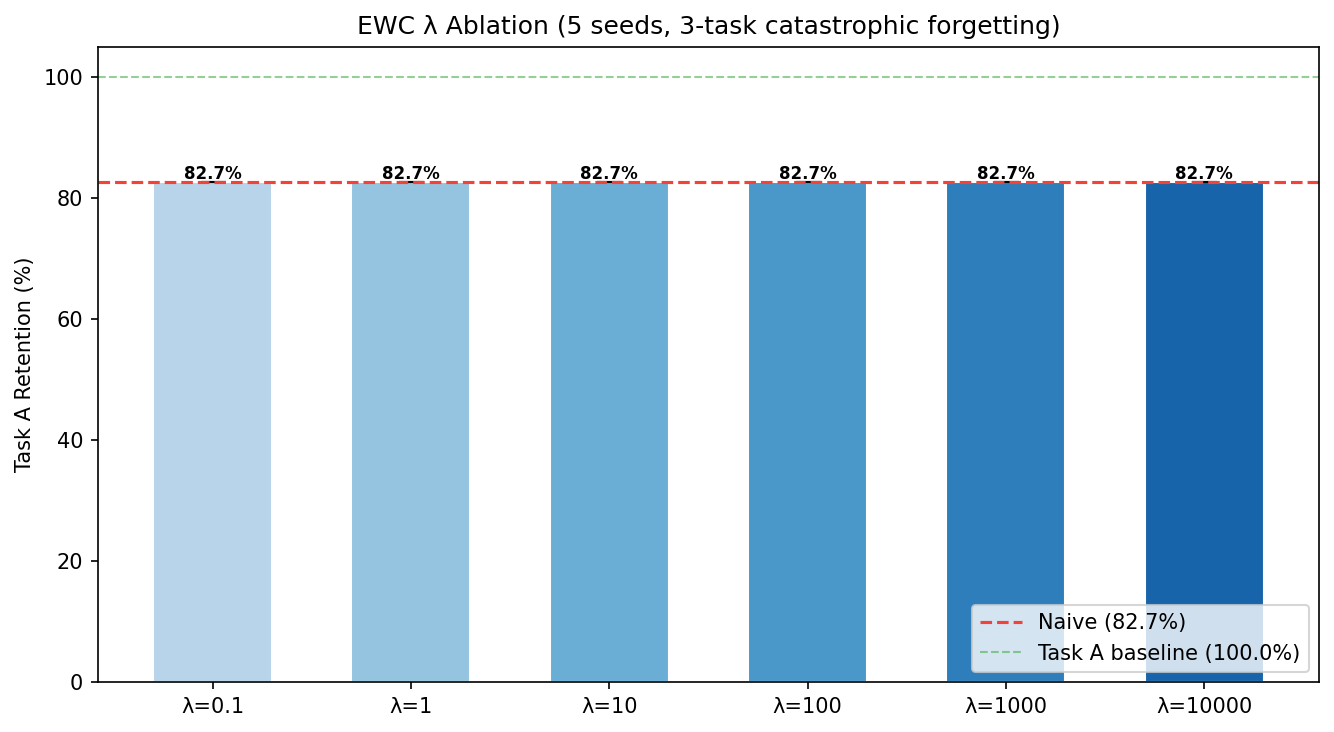 EWC λ Ablation (5 seeds, 3-task catastrophic forgetting)
Task A Retention (%)
100
80
60
40
20
0
82.7% 82.7% 82.7% 82.7% 82.7% 82.7%
Naive (82.7%)
Task A baseline (100.0%)
λ=0.1 λ=1 λ=10 λ=100 λ=1000 λ=10000